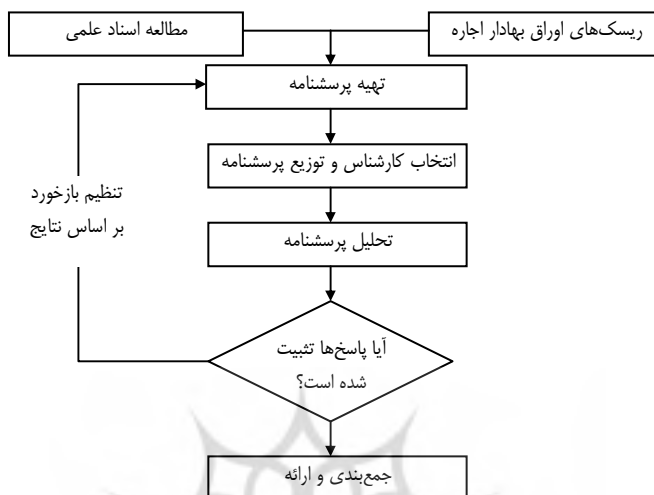 ریسک‌های اوراق بهادار اجاره
مطالعه اسناد علمی
تهیه پرسشنامه
انتخاب کارشناس و توزیع پرسشنامه
تنظیم بازخورد
بر اساس نتایج
تحلیل پرسشنامه
آیا پاسخ‌ها تثبیت
شده است؟
جمع‌بندی و ارائه